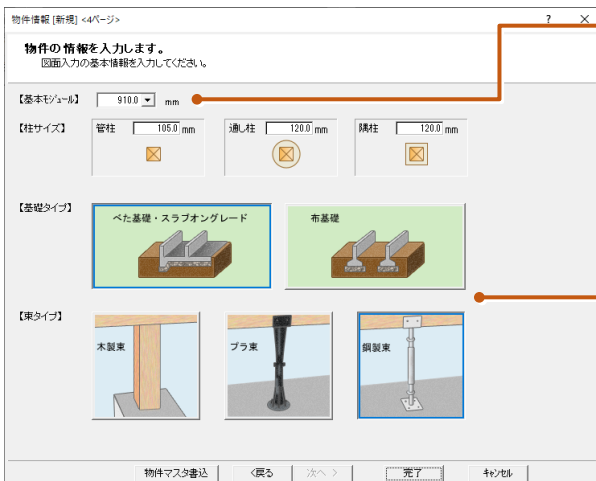 物件情報 [新規] <4ページ> ? ×
物件の情報を入力します。
図面入力の基本情報を入力してください。
【基本モジュール】 910.0 mm
【柱サイズ】 管柱 105.0 mm 通し柱 120.0 mm 隅柱 120.0 mm
【基礎タイプ】 べた基礎・スラブオングレード 布基礎
【束タイプ】
木製束 プラ束 鋼製束
物件マスタ書込 〈戻る 次へ 〉 完了 キャンセル